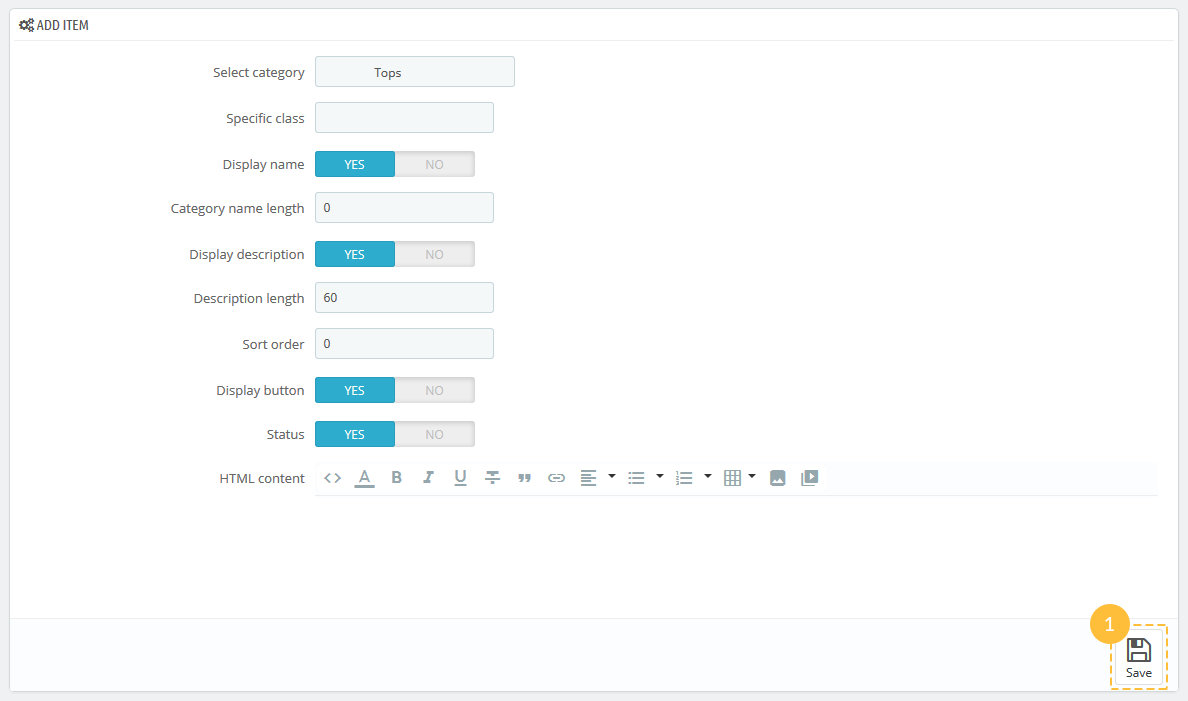 ADD ITEM
Select category Tops
Specific class
Display name YES NO
Category name length 0
Display description YES NO
Description length 60
Sort order 0
Display button YES NO
Status YES NO
HTML content <> A B I U
1
Save